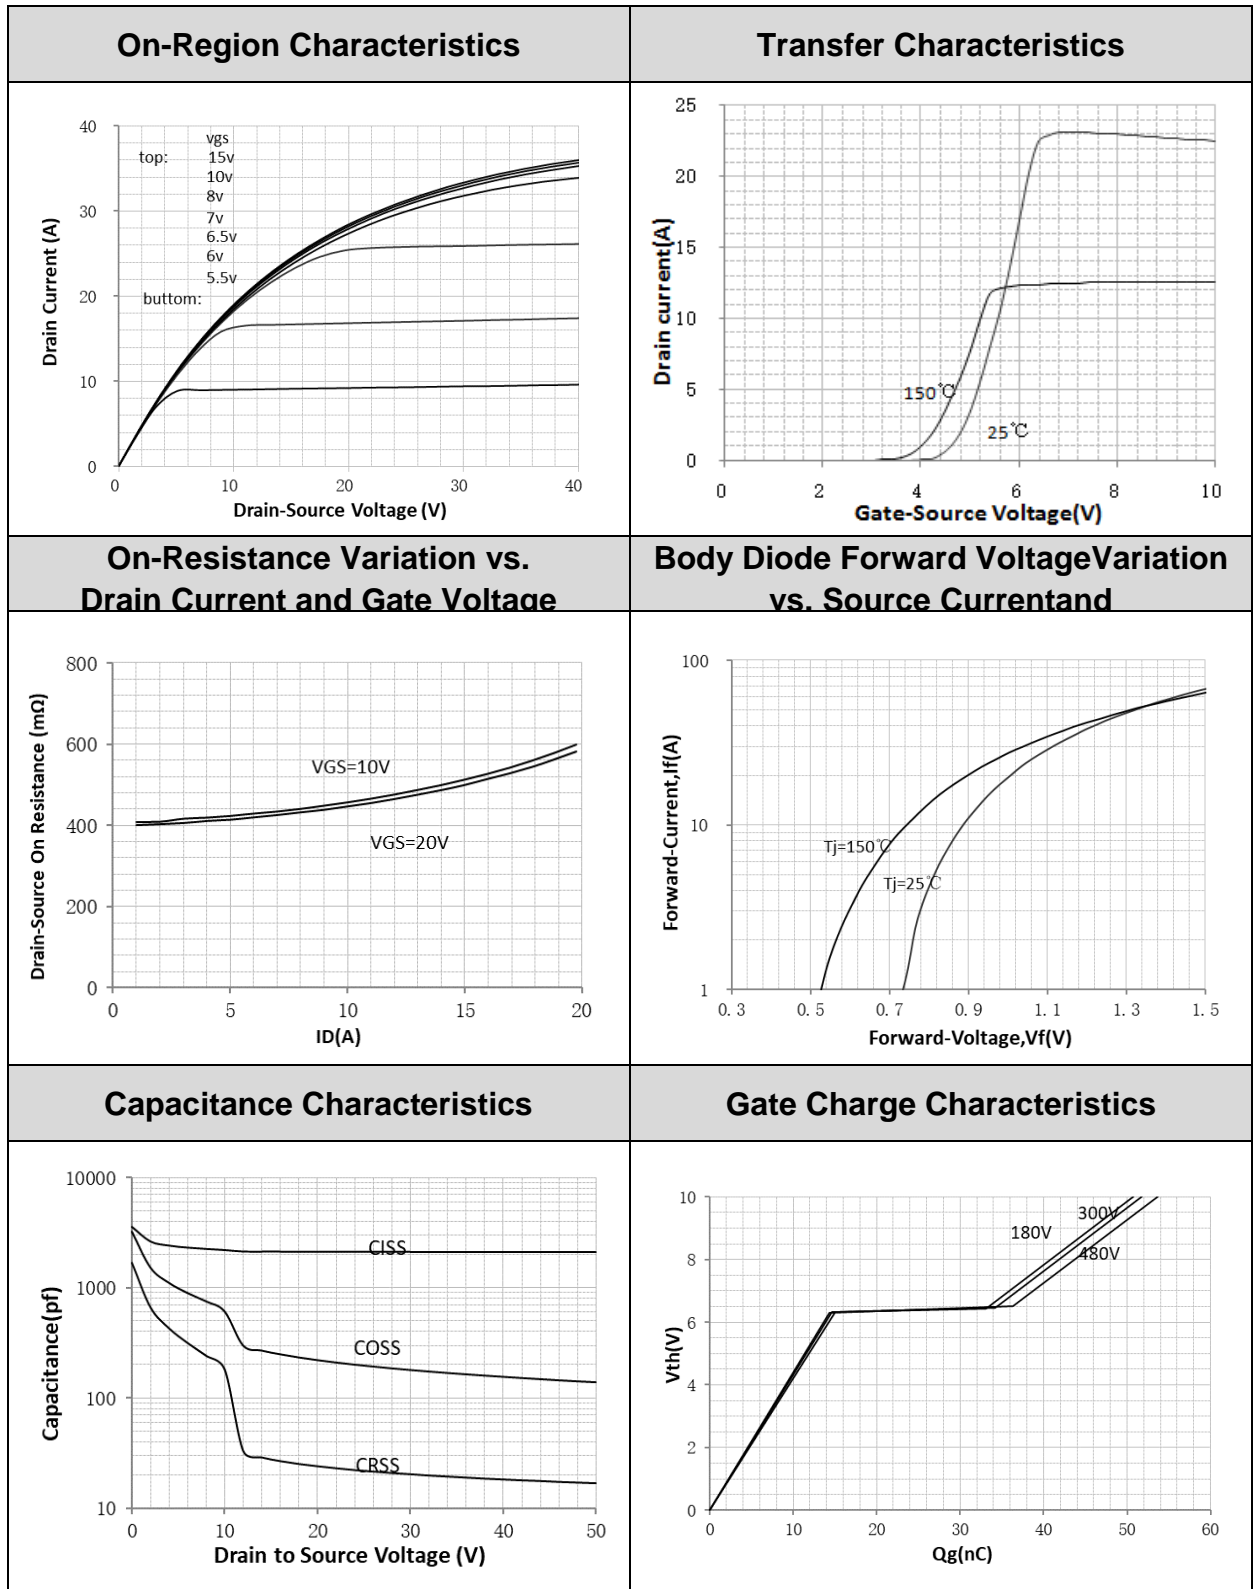 On-Region Characteristics
Transfer Characteristics
40
30
20
10
0
vgs
top: 15v
10v
8v
7v
6.5v
6v
5.5v
buttom:
0 10 20 30 40
Drain Current (A)
Drain-Source Voltage (V)
25
20
15
10
5
0
150℃
25℃
0 2 4 6 8 10
Drain current(A)
Gate-Source Voltage(V)
On-Resistance Variation vs.
Drain Current and Gate Voltage
Body Diode Forward VoltageVariation
vs. Source Currentand
800
600
400
200
0
VGS=10V
VGS=20V
0 5 10 15 20
Drain-Source On Resistance (mΩ)
ID(A)
100
10
1
Tj=150℃
Tj=25℃
0.3 0.5 0.7 0.9 1.1 1.3 1.5
Forward-Current,If(A)
Forward-Voltage,Vf(V)
Capacitance Characteristics
Gate Charge Characteristics
10000
1000
100
10
CISS
COSS
CRSS
0 10 20 30 40 50
Capacitance(pf)
Drain to Source Voltage (V)
10
8
6
4
2
0
300V
180V
480V
0 10 20 30 40 50 60
Vth(V)
Qg(nC)